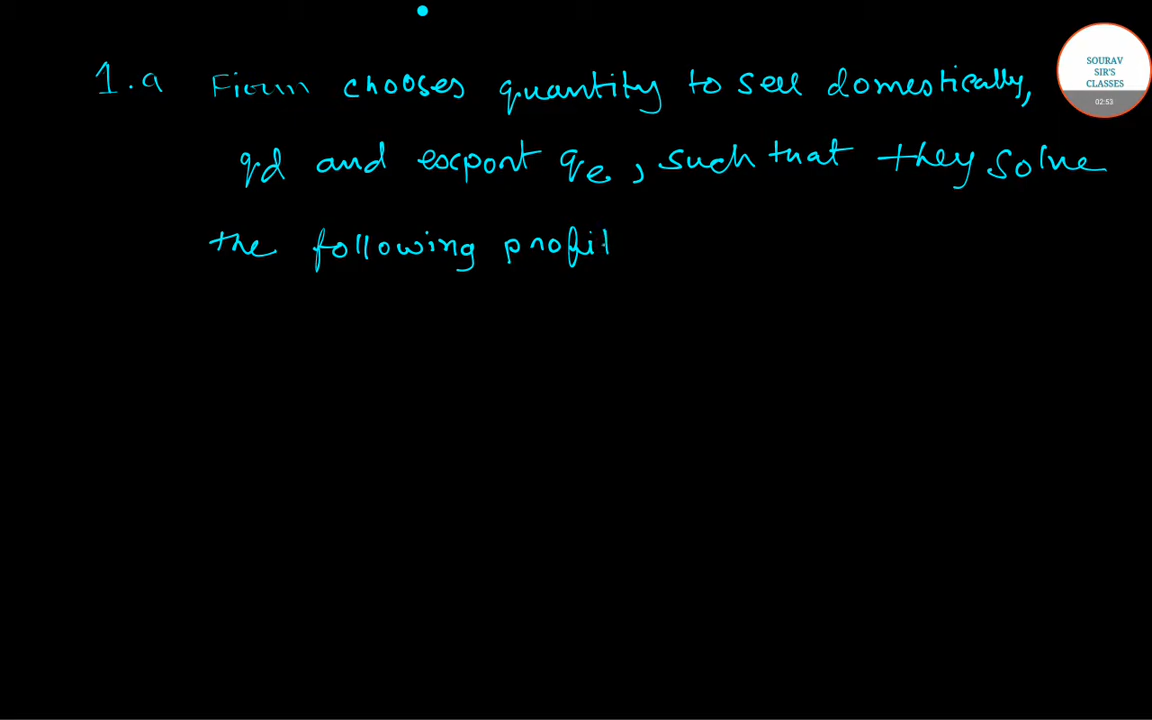 1.a Firm chooses quantity to sell domestically,
qd and export qe, such that they solve
the following profit
SOURAV
SIR'S
CLASSES
02:53